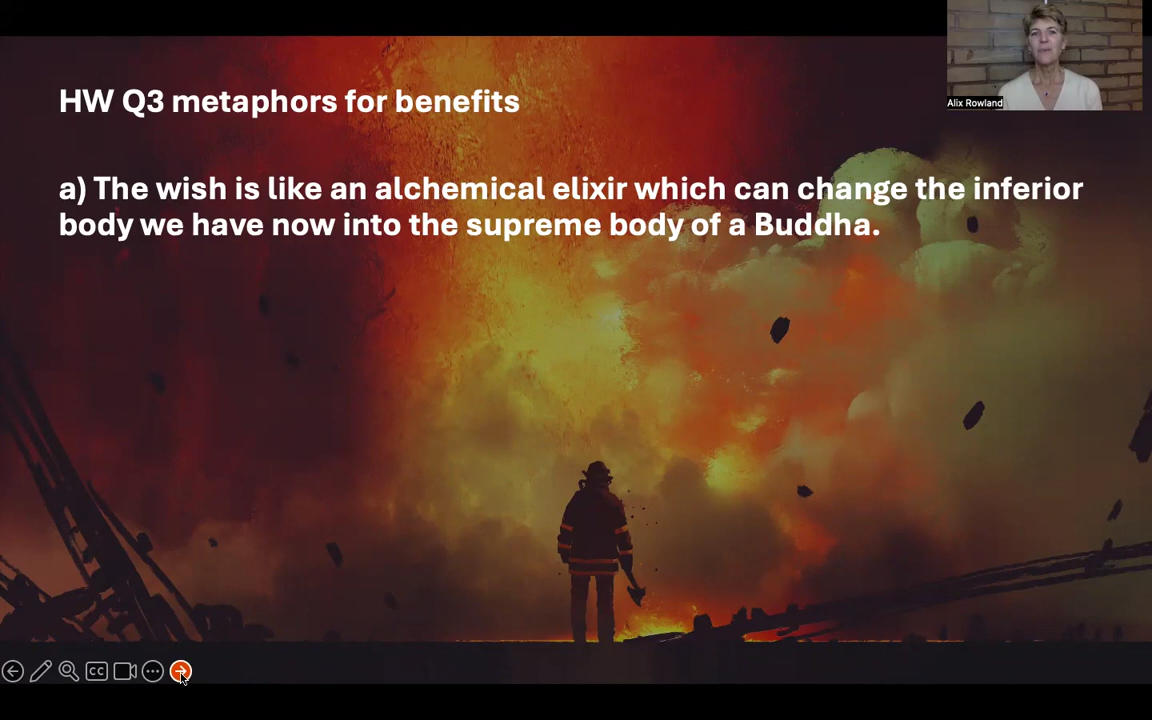 HW Q3 metaphors for benefits
a) The wish is like an alchemical elixir which can change the inferior
body we have now into the supreme body of a Buddha.
Alix Rowland
CC